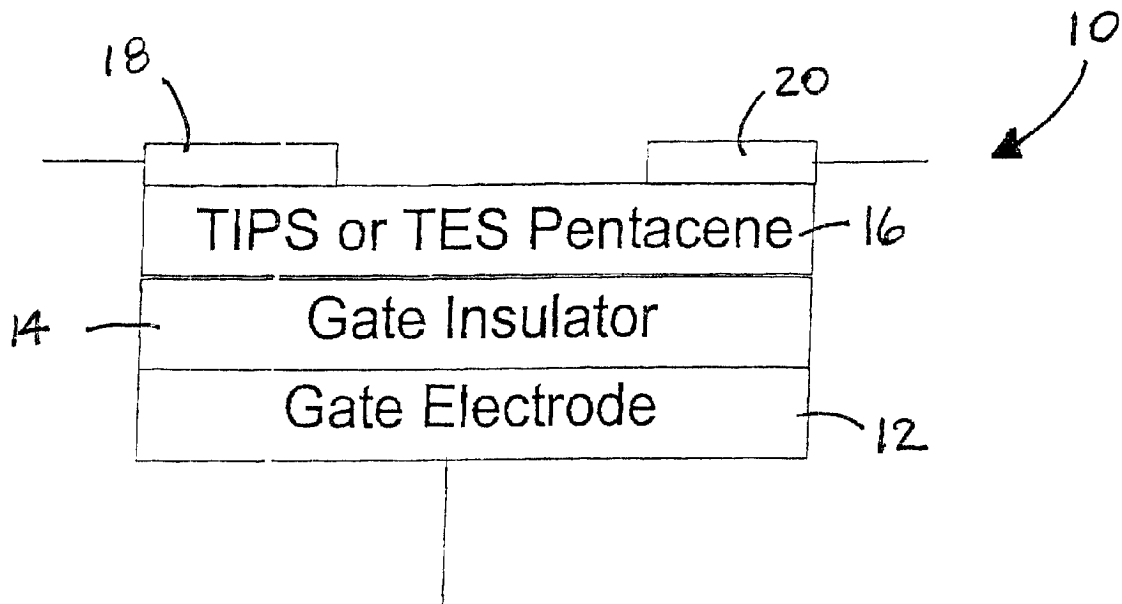 10
18
20
TIPS or TES Pentacene
16
14
Gate Insulator
Gate Electrode
12